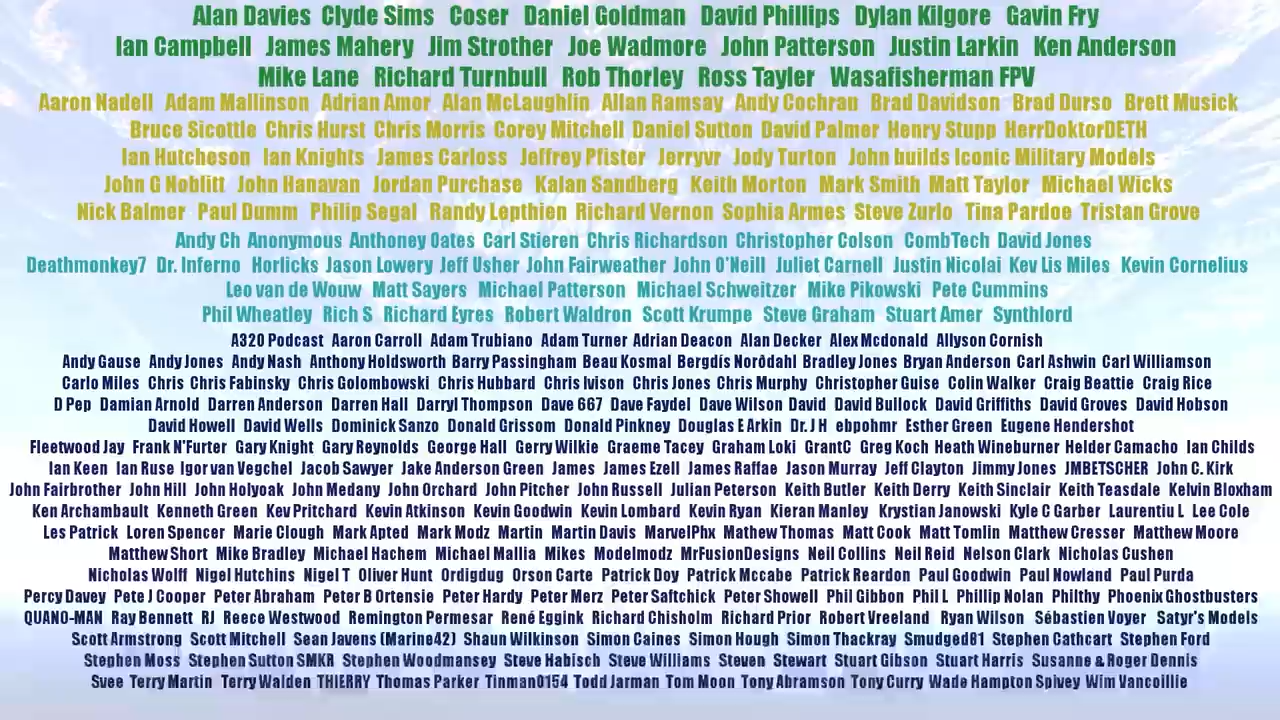 Alan Davies Clyde Sims Coser Daniel Goldman David Phillips Dylan Kilgore Gavin Fry
Ian Campbell James Mahery Jim Strother Joe Wadmore John Patterson Justin Larkin Ken Anderson
Mike Lane Richard Turnbull Rob Thorley Ross Tayler Wasafisherman FPV
Aaron Nadell Adam Mallinson Adrian Amor Alan McLaughlin Allan Ramsay Andy Cochran Brad Davidson Brad Durso Brett Musick
Bruce Sicottle Chris Hurst Chris Morris Corey Mitchell Daniel Sutton David Palmer Henry Stupp HerrDoktorDETH
Ian Hutcheson Ian Knights James Carloss Jeffrey Pfister Jerryvr Jody Turton John builds Iconic Military Models
John G Noblitt John Hanavan Jordan Purchase Kalan Sandberg Keith Morton Mark Smith Matt Taylor Michael Wicks
Nick Balmer Paul Dumm Philip Segal Randy Lepthien Richard Vernon Sophia Armes Steve Zurlo Tina Pardoe Tristan Grove
Andy Ch Anonymous Anthoney Oates Carl Stieren Chris Richardson Christopher Colson CombTech David Jones
Deathmonkey7 Dr. Inferno Horlicks Jason Lowery Jeff Usher John Fairweather John O'Neill Juliet Carnell Justin Nicolai Kev Lis Miles Kevin Cornelius
Leo van de Wouw Matt Sayers Michael Patterson Michael Schweitzer Mike Pikowski Pete Cummins
Phil Wheatley Rich S Richard Eyres Robert Waldron Scott Krumpe Steve Graham Stuart Amer Synthlord
A320 Podcast Aaron Carroll Adam Trubiano Adam Turner Adrian Deacon Alan Decker Alex Mcdonald Allyson Cornish
Andy Gause Andy Jones Andy Nash Anthony Holdsworth Barry Passingham Beau Kosmal Bergdís Norðdahl Bradley Jones Bryan Anderson Carl Ashwin Carl Williamson
Carlo Miles Chris Chris Fabinsky Chris Golombowski Chris Hubbard Chris Ivison Chris Jones Chris Murphy Christopher Guise Colin Walker Craig Beattie Craig Rice
D Pep Damian Arnold Darren Anderson Darren Hall Darryl Thompson Dave 667 Dave Faydel Dave Wilson David David Bullock David Griffiths David Groves David Hobson
David Howell David Wells Dominick Sanzo Donald Grissom Donald Pinkney Douglas E Arkin Dr. J H ebpohmr Esther Green Eugene Hendershot
Fleetwood Jay Frank N'Furter Gary Knight Gary Reynolds George Hall Gerry Wilkie Graeme Tacey Graham Loki GrantC Greg Koch Heath Wineburner Helder Camacho Ian Childs
Ian Keen Ian Ruse Igor van Vegchel Jacob Sawyer Jake Anderson Green James James Ezell James Raffae Jason Murray Jeff Clayton Jimmy Jones JMBETSCHER John C. Kirk
John Fairbrother John Hill John Holyoak John Medany John Orchard John Pitcher John Russell Julian Peterson Keith Butler Keith Derry Keith Sinclair Keith Teasdale Kelvin Bloxham
Ken Archambault Kenneth Green Kev Pritchard Kevin Atkinson Kevin Goodwin Kevin Lombard Kevin Ryan Kieran Manley Krystian Janowski Kyle C Garber Laurentiu L Lee Cole
Les Patrick Loren Spencer Marie Clough Mark Apted Mark Modz Martin Martin Davis MarvelPhx Mathew Thomas Matt Cook Matt Tomlin Matthew Cresser Matthew Moore
Matthew Short Mike Bradley Michael Hachem Michael Mallia Mikes Modelmodz MrFusionDesigns Neil Collins Neil Reid Nelson Clark Nicholas Cushen
Nicholas Wolff Nigel Hutchins Nigel T Oliver Hunt Ordigdug Orson Carte Patrick Doy Patrick Mccabe Patrick Reardon Paul Goodwin Paul Nowland Paul Purda
Percy Davey Pete J Cooper Peter Abraham Peter B Ortensie Peter Hardy Peter Merz Peter Saftchick Peter Showell Phil Gibbon Phil L Phillip Nolan Philthy Phoenix Ghostbusters
QUANO-MAN Ray Bennett RJ Reece Westwood Remington Permesar René Eggink Richard Chisholm Richard Prior Robert Vreeland Ryan Wilson Sébastien Voyer Satyr's Models
Scott Armstrong Scott Mitchell Sean Javens (Marine42) Shaun Wilkinson Simon Caines Simon Hough Simon Thackray Smudged81 Stephen Cathcart Stephen Ford
Stephen Moss Stephen Sutton SMKR Stephen Woodmansey Steve Habisch Steve Williams Steven Stewart Stuart Gibson Stuart Harris Susanne & Roger Dennis
Svee Terry Martin Terry Walden THIERRY Thomas Parker Tinman0154 Todd Jarman Tom Moon Tony Abramson Tony Curry Wade Hampton Spivey Wim Vancoillie